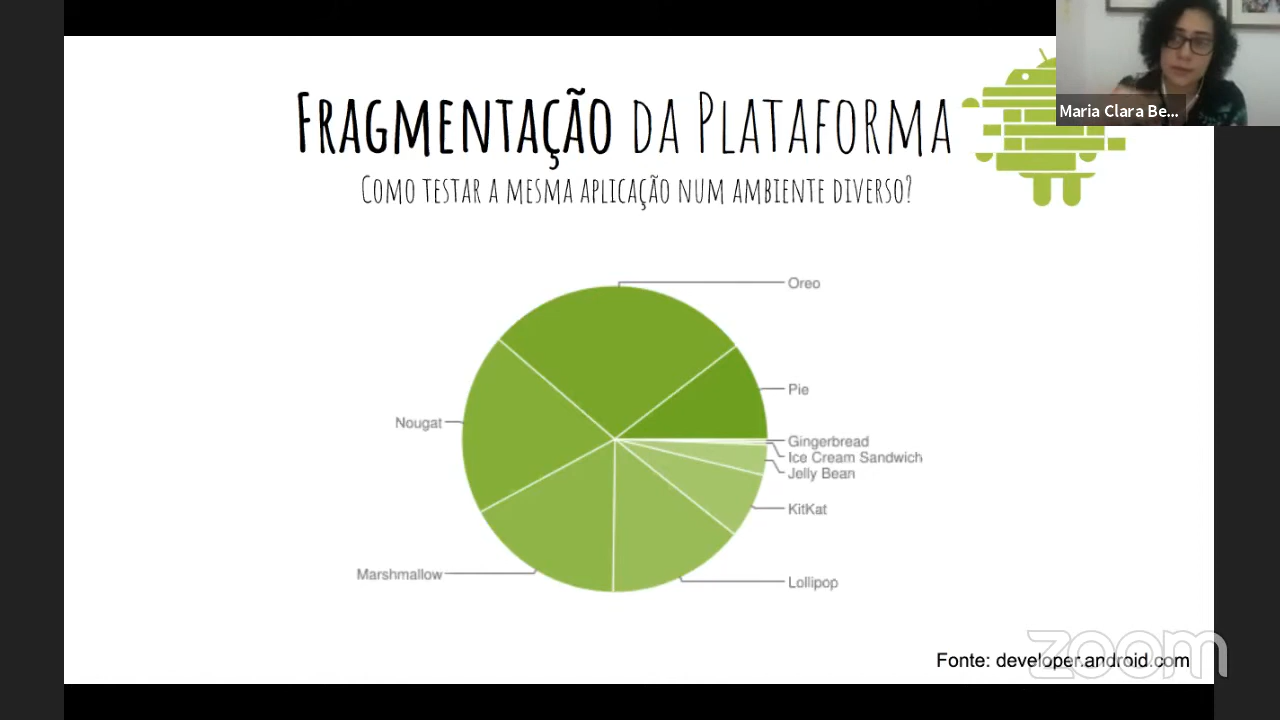 Maria Clara Be...
Fragmentação da Plataforma
Como testar a mesma aplicação num ambiente diverso?
Oreo
Pie
Nougat
Gingerbread
Ice Cream Sandwich
Jelly Bean
KitKat
Marshmallow
Lollipop
zoom
Fonte: developer.android.com